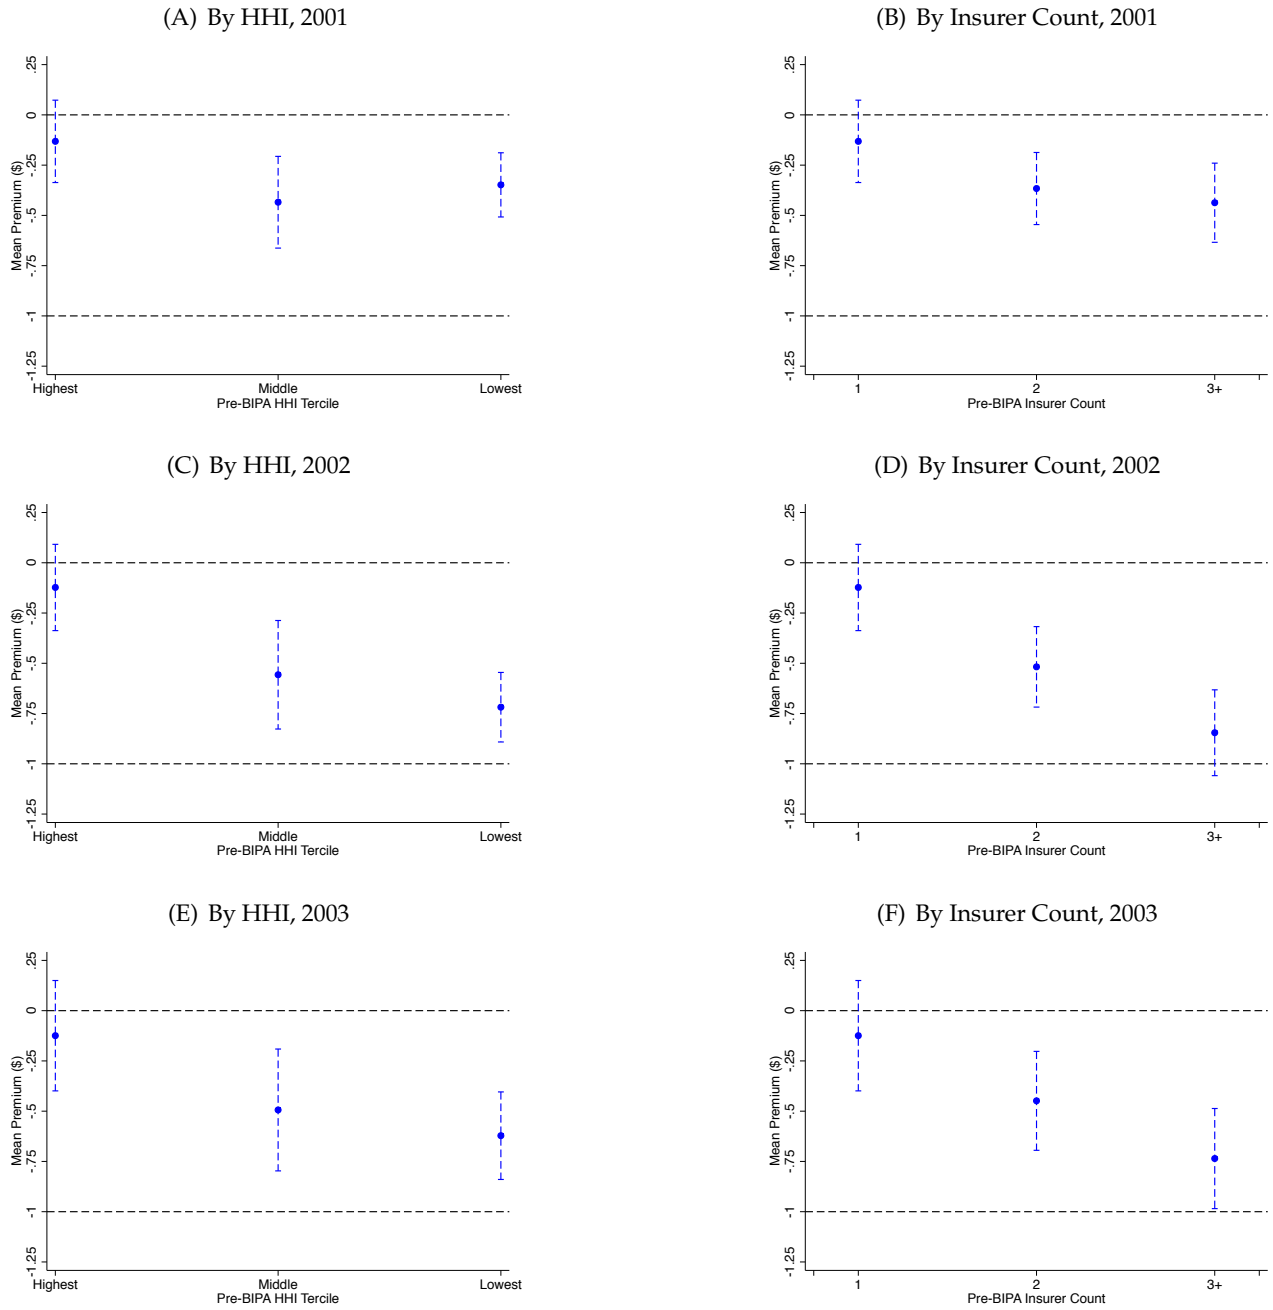 (A) By HHI, 2001
Mean Premium ($)
.25
0
-.25
-.5
-.75
-1
-1.25
Highest Middle Lowest
Pre-BIPA HHI Tercile
(B) By Insurer Count, 2001
Mean Premium ($)
.25
0
-.25
-.5
-.75
-1
-1.25
1 2 3+
Pre-BIPA Insurer Count
(C) By HHI, 2002
Mean Premium ($)
.25
0
-.25
-.5
-.75
-1
-1.25
Highest Middle Lowest
Pre-BIPA HHI Tercile
(D) By Insurer Count, 2002
Mean Premium ($)
.25
0
-.25
-.5
-.75
-1
-1.25
1 2 3+
Pre-BIPA Insurer Count
(E) By HHI, 2003
Mean Premium ($)
.25
0
-.25
-.5
-.75
-1
-1.25
Highest Middle Lowest
Pre-BIPA HHI Tercile
(F) By Insurer Count, 2003
Mean Premium ($)
.25
0
-.25
-.5
-.75
-1
-1.25
1 2 3+
Pre-BIPA Insurer Count